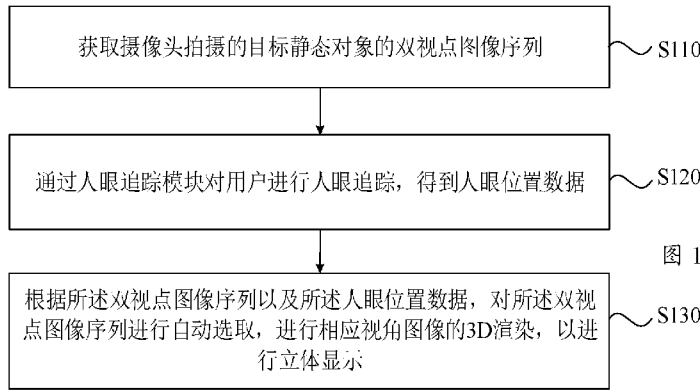 获取摄像头拍摄的目标静态对象的双视点图像序列
S110
通过人眼追踪模块对用户进行人眼追踪，得到人眼位置数据
S120
图 1
根据所述双视点图像序列以及所述人眼位置数据，对所述双视
点图像序列进行自动选取，进行相应视角图像的3D渲染，以进
行立体显示
S130